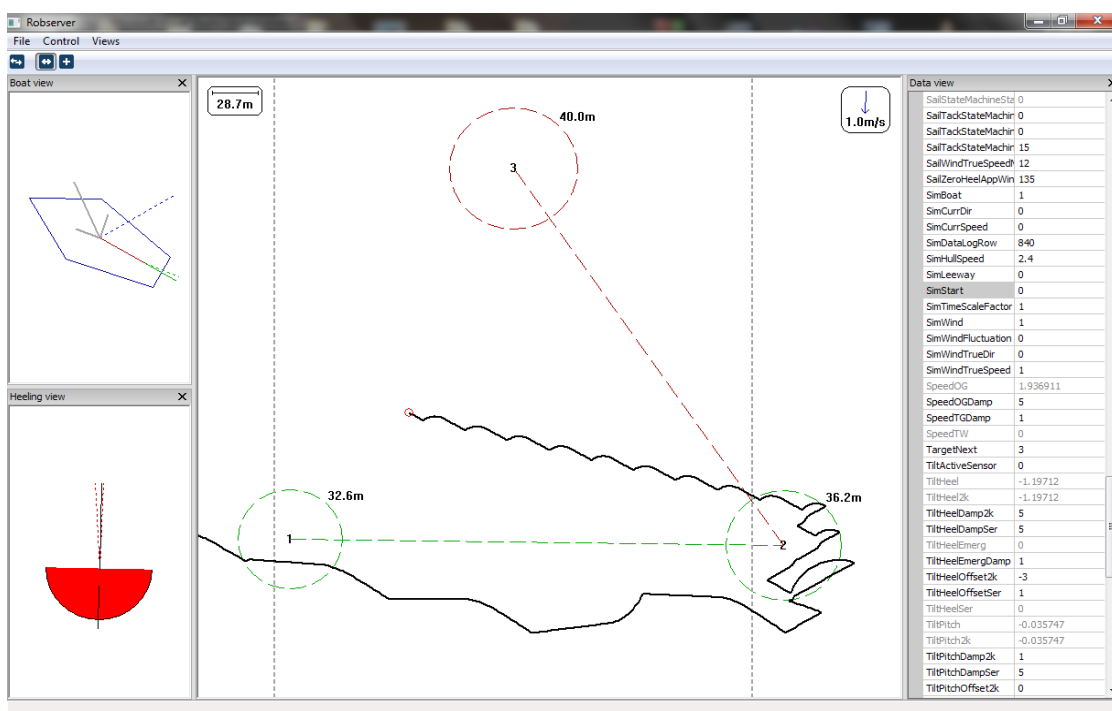 Robserver
File Control Views
Boat view
Heeling view
28.7m
40.0m
1.0m/s
3
32.6m
36.2m
1
2
Data view
SailStateMachineSta 0
SailTackStateMachin 0
SailTackStateMachin 0
SailTackStateMachin 15
SailWindTrueSpeedM 12
SailZeroHeelAppWin 135
SimBoat 1
SimCurrDir 0
SimCurrSpeed 0
SimDataLogRow 840
SimHullSpeed 2.4
SimLeeway 0
SimStart 0
SimTimeScaleFactor 1
SimWind 1
SimWindFluctuation 0
SimWindTrueDir 0
SimWindTrueSpeed 1
SpeedOG 1.936911
SpeedOGDamp 5
SpeedTGDamp 1
SpeedTW 0
TargetNext 3
TiltActiveSensor 0
TiltHeel -1.19712
TiltHeel2k -1.19712
TiltHeelDamp2k 5
TiltHeelDampSer 5
TiltHeelEmerg 0
TiltHeelEmergDamp 1
TiltHeelOffset2k -3
TiltHeelOffsetSer 1
TiltHeelSer 0
TiltPitch -0.035747
TiltPitch2k -0.035747
TiltPitchDamp2k 1
TiltPitchDampSer 5
TiltPitchOffset2k 0